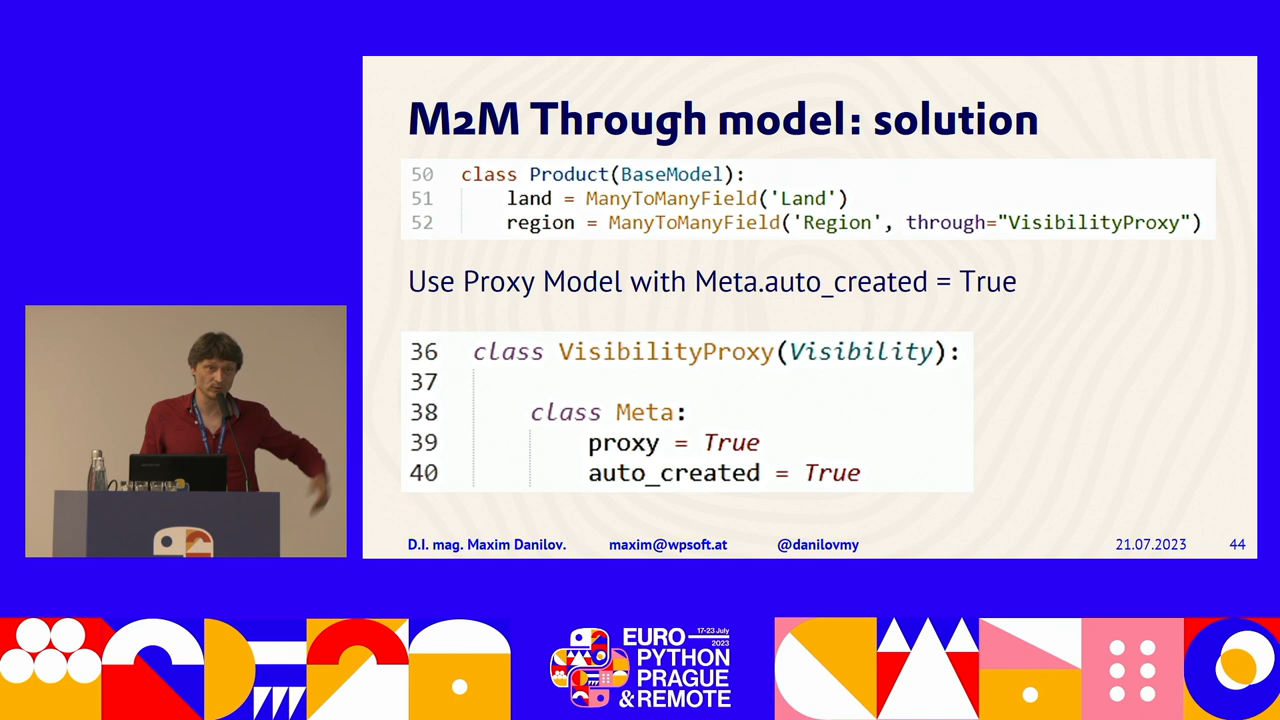 M2M Through model: solution
50 class Product(BaseModel):
51 land = ManyToManyField('Land')
52 region = ManyToManyField('Region', through="VisibilityProxy")
Use Proxy Model with Meta.auto_created = True
36 class VisibilityProxy(Visibility):
37
38 class Meta:
39 proxy = True
40 auto_created = True
D.I. mag. Maxim Danilov. maxim@wpsoft.at @danilovmy 21.07.2023 44
EURO 17-23 July 2023
PYTHON
PRAGUE
& REMOTE